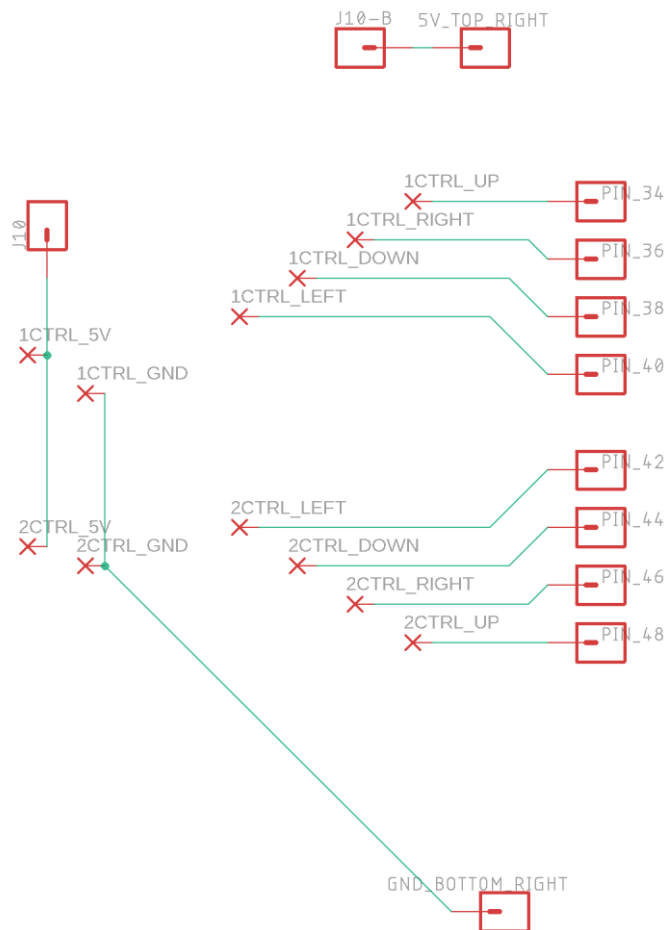 J10-B 5V_TOP_RIGHT
1CTRL_UP PIN_34
J10
1CTRL_RIGHT PIN_36
1CTRL_DOWN
1CTRL_LEFT PIN_38
1CTRL_5V
1CTRL_GND PIN_40
PIN_42
2CTRL_LEFT
2CTRL_5V PIN_44
2CTRL_GND 2CTRL_DOWN
2CTRL_RIGHT PIN_46
2CTRL_UP PIN_48
GND_BOTTOM_RIGHT